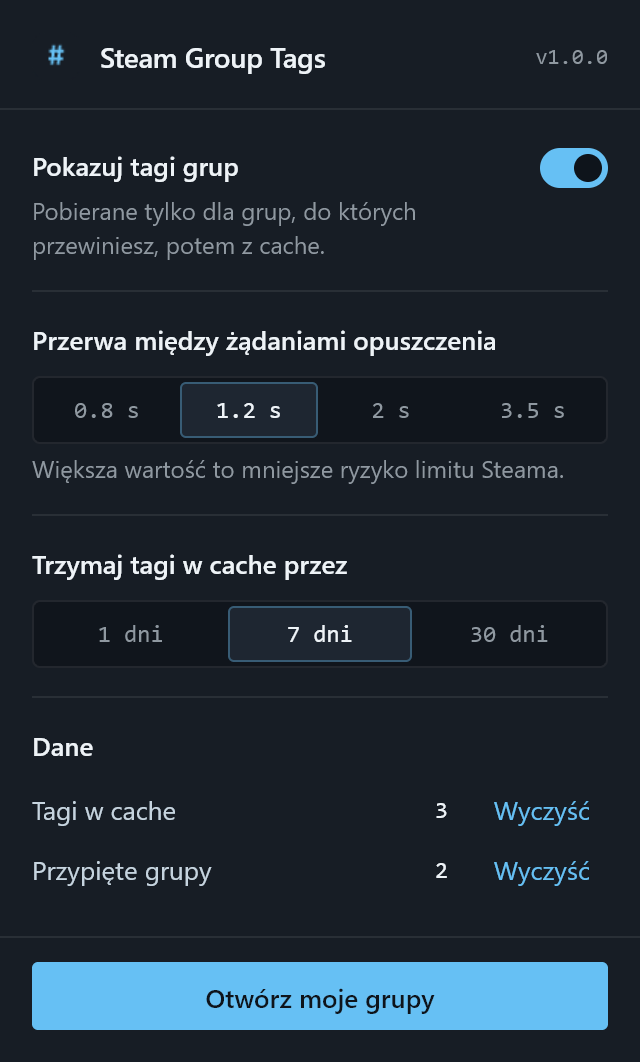 # Steam Group Tags v1.0.0
Pokazuj tagi grup
Pobierane tylko dla grup, do których
przewiniesz, potem z cache.
Przerwa między żądaniami opuszczenia
0.8 s 1.2 s 2 s 3.5 s
Większa wartość to mniejsze ryzyko limitu Steama.
Trzymaj tagi w cache przez
1 dni 7 dni 30 dni
Dane
Tagi w cache 3 Wyczyść
Przypięte grupy 2 Wyczyść
Otwórz moje grupy